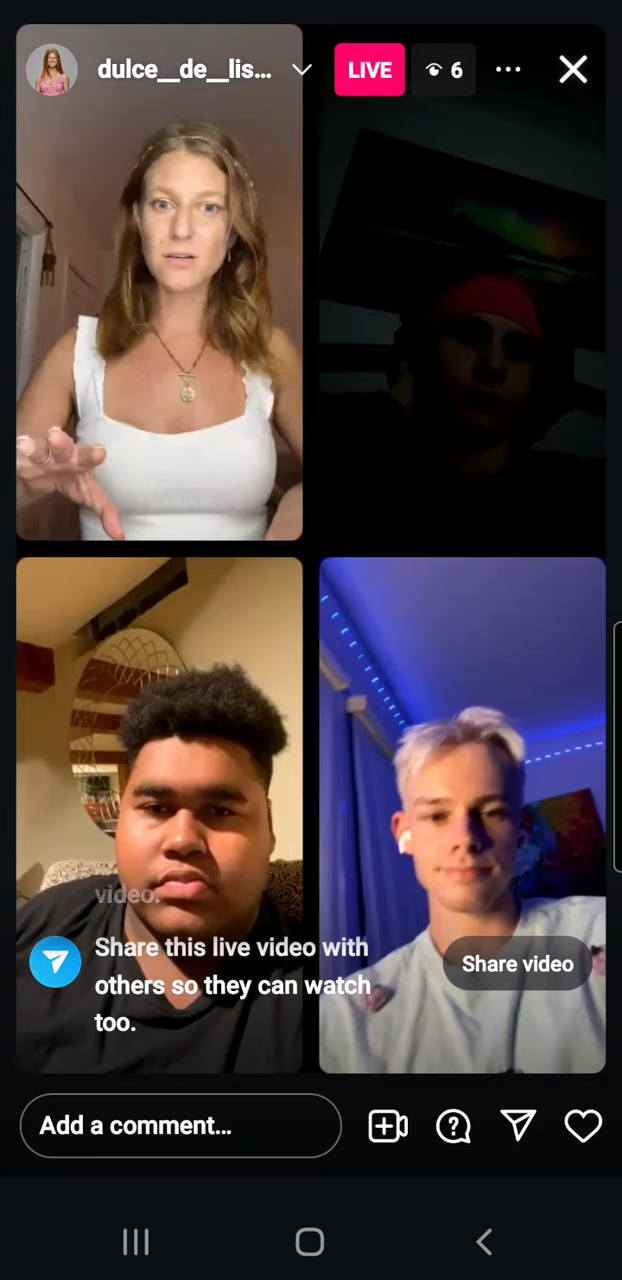 dulce__de__lis...
LIVE
6
video.
Share this live video with
others so they can watch
too.
Share video
Add a comment...